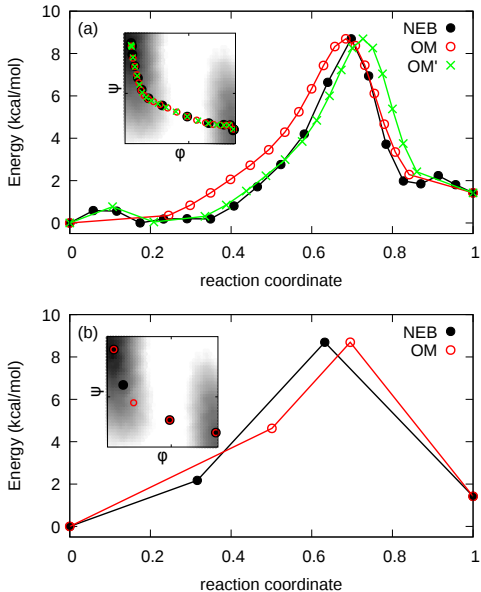 (a)
NEB
OM
OM'
ψ
φ
Energy (kcal/mol)
10
8
6
4
2
0
0 0.2 0.4 0.6 0.8 1
reaction coordinate
(b)
NEB
OM
ψ
φ
Energy (kcal/mol)
10
8
6
4
2
0
0 0.2 0.4 0.6 0.8 1
reaction coordinate